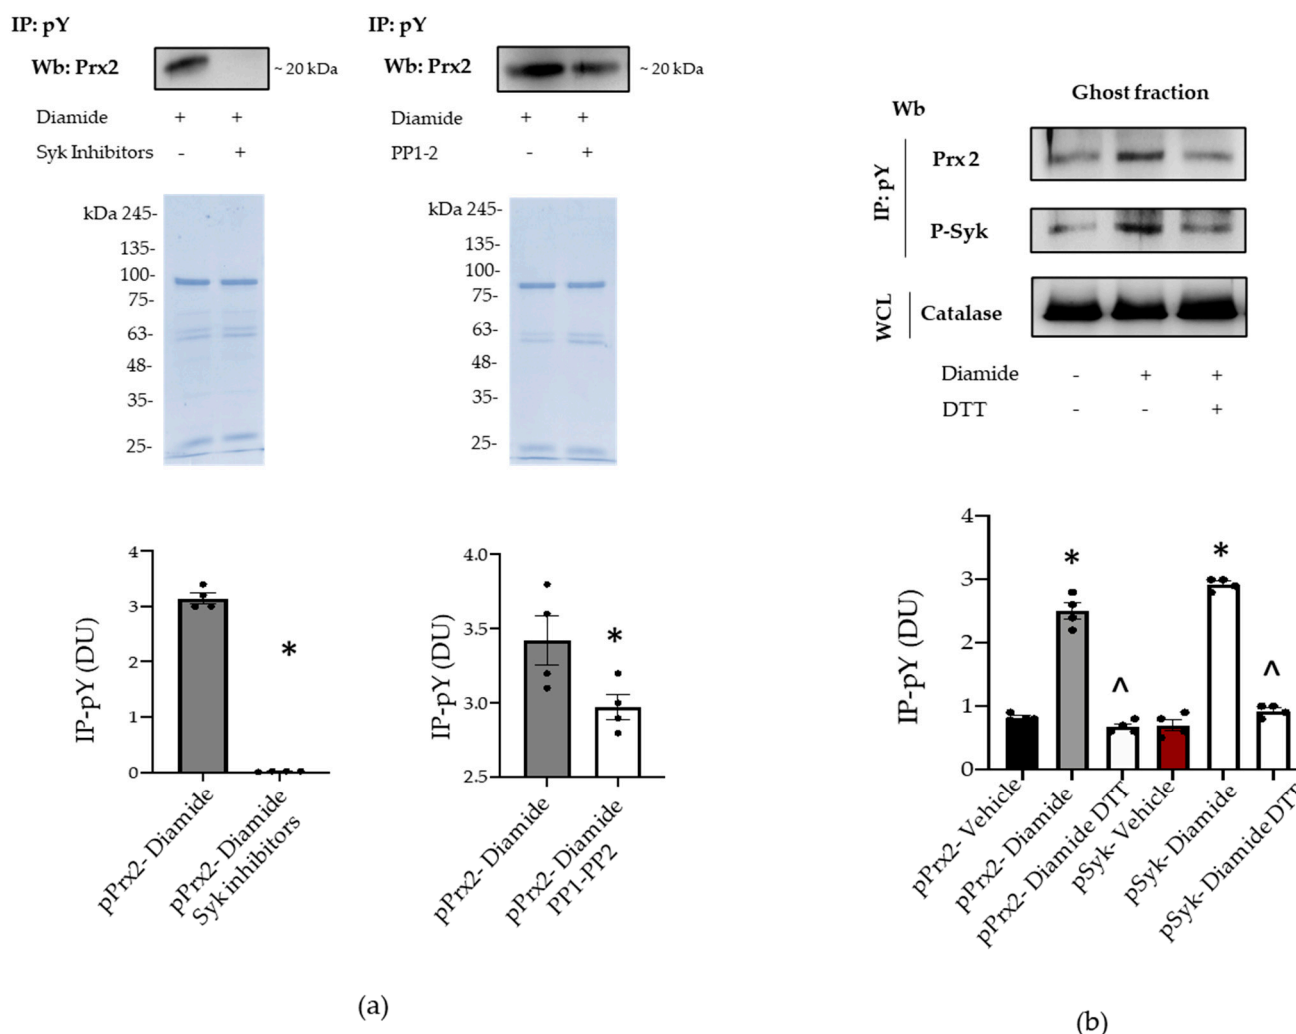 IP: pY
Wb: Prx2
~ 20 kDa
Diamide + +
Syk Inhibitors - +
kDa 245-
135-
100-
75-
63-
48-
35-
25-
4
3
2
1
0
IP-pY (DU)
*
pPrx2- Diamide
pPrx2- Diamide
Syk inhibitors
IP: pY
Wb: Prx2
~ 20 kDa
Diamide + +
PP1-2 - +
kDa 245-
135-
100-
75-
63-
48-
35-
25-
4.0
3.5
3.0
2.5
IP-pY (DU)
*
pPrx2- Diamide
pPrx2- Diamide
PP1-PP2
(a)
Ghost fraction
Wb
IP: pY
Prx 2
P-Syk
WCL
Catalase
Diamide - + +
DTT - - +
4
3
2
1
0
IP-pY (DU)
* ^ * ^
pPrx2- Vehicle
pPrx2- Diamide
pPrx2- Diamide DTT
pSyk- Vehicle
pSyk- Diamide
pSyk- Diamide DTT
(b)